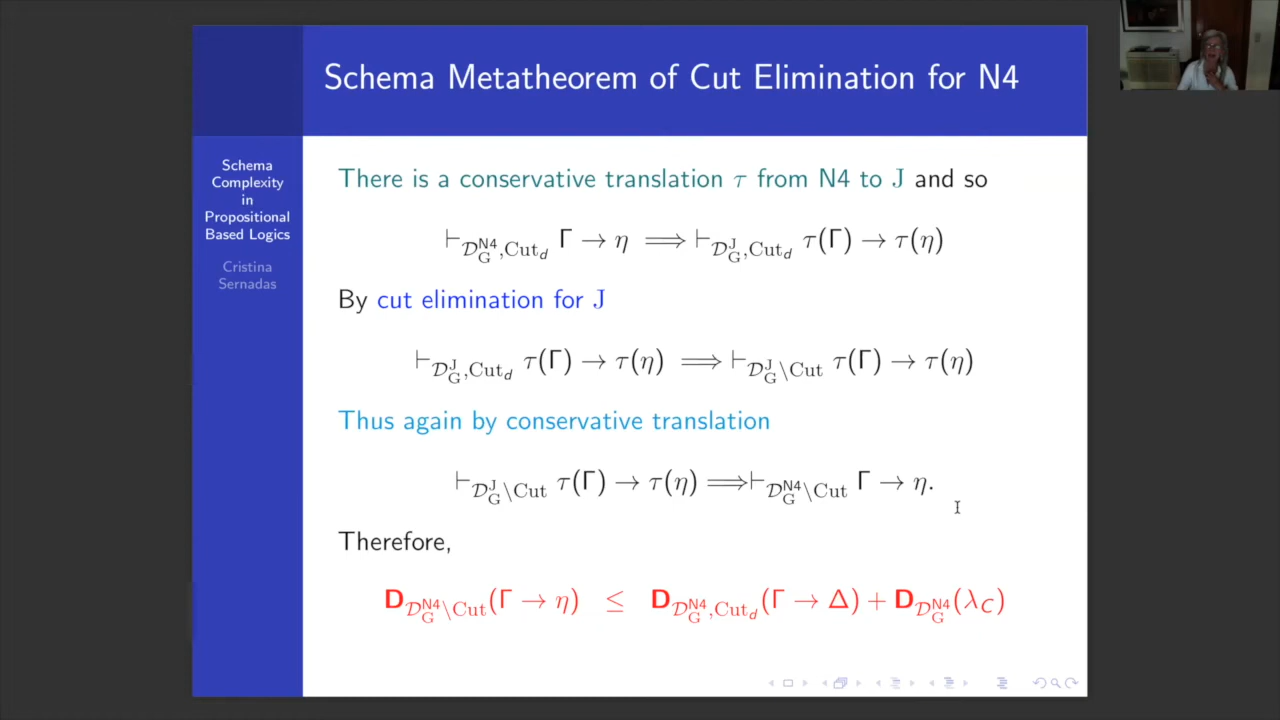 Schema Metatheorem of Cut Elimination for N4
Schema
Complexity
in
Propositional
Based Logics
Cristina
Sernadas
There is a conservative translation τ from N4 to J and so
⊢_{𝒟_G^{N4},Cut_d} Γ → η ⟹ ⊢_{𝒟_G^J,Cut_d} τ(Γ) → τ(η)
By cut elimination for J
⊢_{𝒟_G^J,Cut_d} τ(Γ) → τ(η) ⟹ ⊢_{𝒟_G^J\Cut} τ(Γ) → τ(η)
Thus again by conservative translation
⊢_{𝒟_G^J\Cut} τ(Γ) → τ(η) ⟹ ⊢_{𝒟_G^{N4}\Cut} Γ → η.
Therefore,
D_{𝒟_G^{N4}\Cut}(Γ → η) ≤ D_{𝒟_G^{N4},Cut_d}(Γ → Δ) + D_{𝒟_G^{N4}}(λ_C)